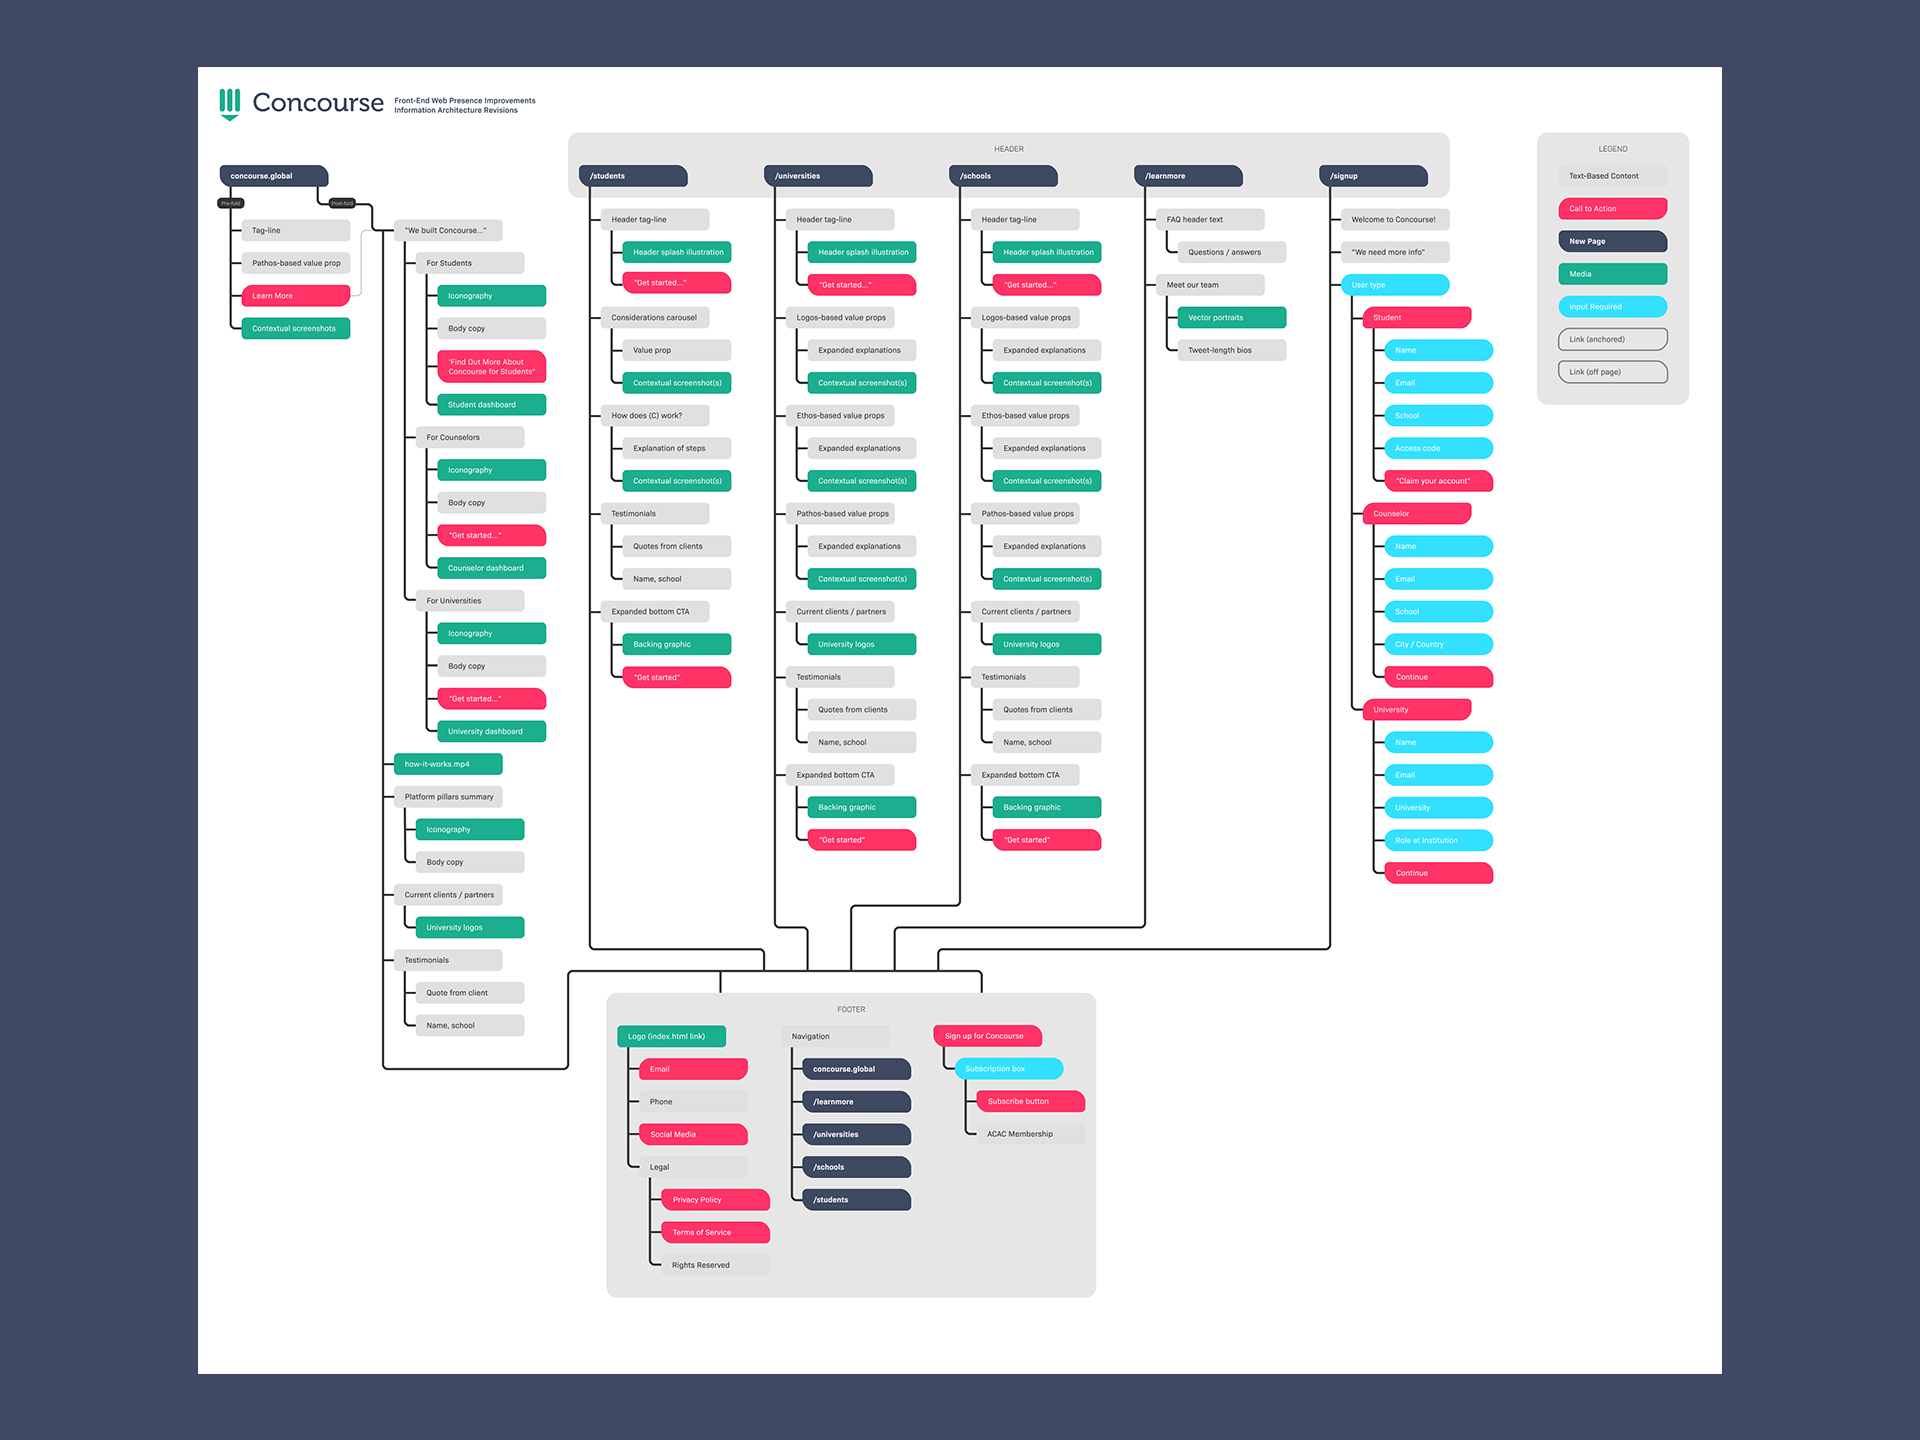 Concourse
Front-End Web Presence Improvements
Information Architecture Revisions
concourse.global
Pre-fold
Post-fold
Tag-line
Pathos-based value prop
Learn More
Contextual screenshots
"We built Concourse..."
For Students
Iconography
Body copy
'Find Out More About
Concourse for Students"
Student dashboard
For Counselors
Iconography
Body copy
"Get started..."
Counselor dashboard
For Universities
Iconography
Body copy
"Get started..."
University dashboard
how-it-works.mp4
Platform pillars summary
Iconography
Body copy
Current clients / partners
University logos
Testimonials
Quote from client
Name, school
HEADER
/students
Header tag-line
Header splash illustration
"Get started..."
Considerations carousel
Value prop
Contextual screenshot(s)
How does (C) work?
Explanation of steps
Contextual screenshot(s)
Testimonials
Quotes from clients
Name, school
Expanded bottom CTA
Backing graphic
"Get started"
/universities
Header tag-line
Header splash illustration
"Get started..."
Logos-based value props
Expanded explanations
Contextual screenshot(s)
Ethos-based value props
Expanded explanations
Contextual screenshot(s)
Pathos-based value props
Expanded explanations
Contextual screenshot(s)
Current clients / partners
University logos
Testimonials
Quotes from clients
Name, school
Expanded bottom CTA
Backing graphic
"Get started"
/schools
Header tag-line
Header splash illustration
"Get started..."
Logos-based value props
Expanded explanations
Contextual screenshot(s)
Ethos-based value props
Expanded explanations
Contextual screenshot(s)
Pathos-based value props
Expanded explanations
Contextual screenshot(s)
Current clients / partners
University logos
Testimonials
Quotes from clients
Name, school
Expanded bottom CTA
Backing graphic
"Get started"
/learnmore
FAQ header text
Questions / answers
Meet our team
Vector portraits
Tweet-length bios
/signup
Welcome to Concourse!
"We need more info"
User type
Student
Name
Email
School
Access code
"Claim your account"
Counselor
Name
Email
School
City / Country
Continue
University
Name
Email
University
Role at Institution
Continue
LEGEND
Text-Based Content
Call to Action
New Page
Media
Input Required
Link (anchored)
Link (off page)
FOOTER
Logo (index.html link)
Email
Phone
Social Media
Legal
Privacy Policy
Terms of Service
Rights Reserved
Navigation
concourse.global
/learnmore
/universities
/schools
/students
Sign up for Concourse
Subscription box
Subscribe button
ACAC Membership